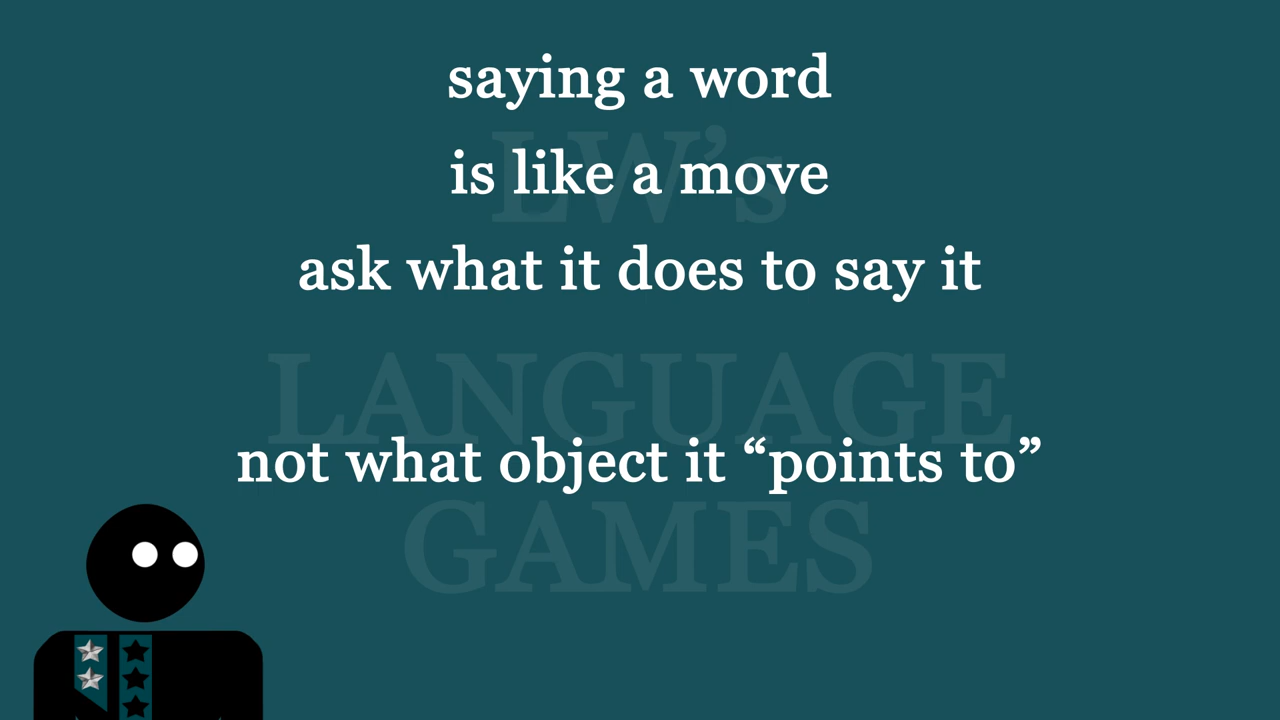 saying a word
LW’s
is like a move
ask what it does to say it
LANGUAGE
not what object it “points to”
GAMES